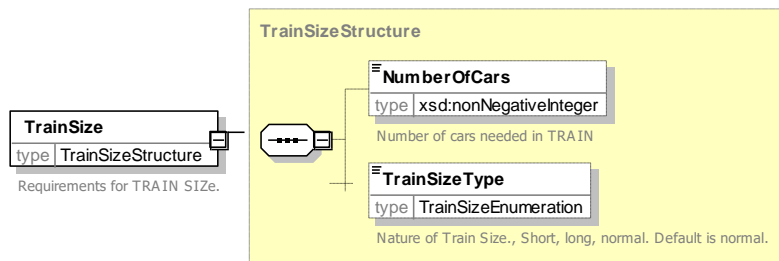 TrainSizeStructure
NumberOfCars
type xsd:nonNegativeInteger
Number of cars needed in TRAIN
TrainSize
type TrainSizeStructure
Requirements for TRAIN SIZe.
TrainSizeType
type TrainSizeEnumeration
Nature of Train Size., Short, long, normal. Default is normal.